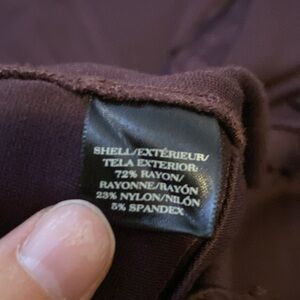 SHELL/EXTÉRIEUR/
TELA EXTERIOR:
72% RAYON/
RAYONNE/RAYÓN
23% NYLON/NILÓN
5% SPANDEX